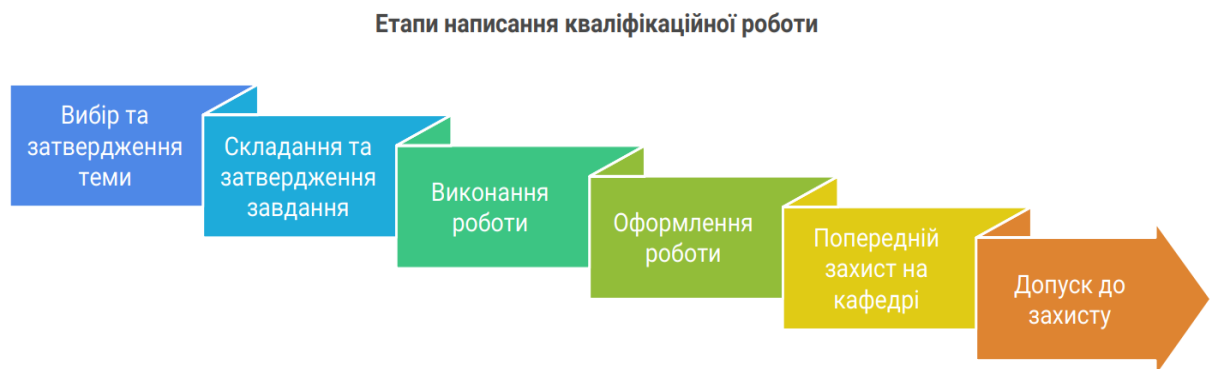 Етапи написання кваліфікаційної роботи
Вибір та
затвердження
теми
Складання та
затвердження
завдання
Виконання
роботи
Оформлення
роботи
Попередній
захист на
кафедрі
Допуск до
захисту